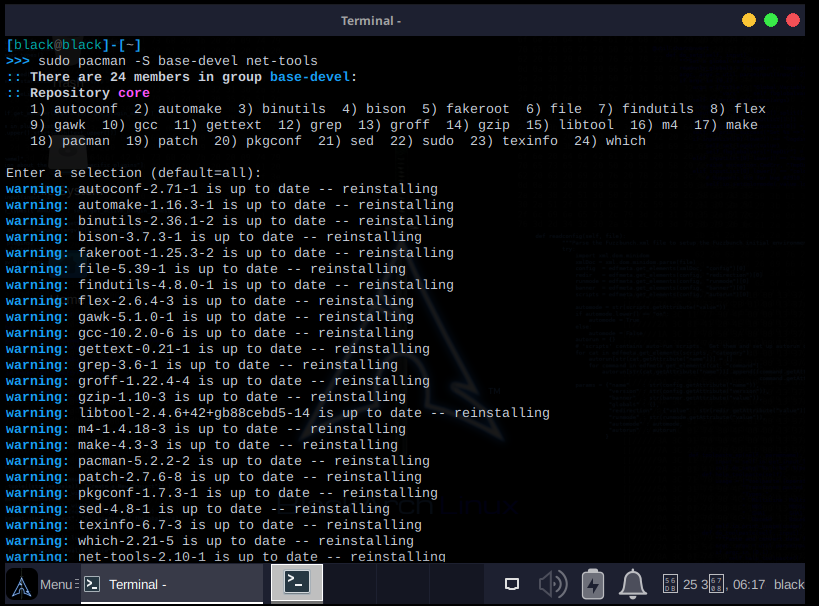 Terminal -
[black@black]-[~]
>>> sudo pacman -S base-devel net-tools
:: There are 24 members in group base-devel:
:: Repository core
1) autoconf 2) automake 3) binutils 4) bison 5) fakeroot 6) file 7) findutils 8) flex
9) gawk 10) gcc 11) gettext 12) grep 13) groff 14) gzip 15) libtool 16) m4 17) make
18) pacman 19) patch 20) pkgconf 21) sed 22) sudo 23) texinfo 24) which
Enter a selection (default=all):
warning: autoconf-2.71-1 is up to date -- reinstalling
warning: automake-1.16.3-1 is up to date -- reinstalling
warning: binutils-2.36.1-2 is up to date -- reinstalling
warning: bison-3.7.3-1 is up to date -- reinstalling
warning: fakeroot-1.25.3-2 is up to date -- reinstalling
warning: file-5.39-1 is up to date -- reinstalling
warning: findutils-4.8.0-1 is up to date -- reinstalling
warning: flex-2.6.4-3 is up to date -- reinstalling
warning: gawk-5.1.0-1 is up to date -- reinstalling
warning: gcc-10.2.0-6 is up to date -- reinstalling
warning: gettext-0.21-1 is up to date -- reinstalling
warning: grep-3.6-1 is up to date -- reinstalling
warning: groff-1.22.4-4 is up to date -- reinstalling
warning: gzip-1.10-3 is up to date -- reinstalling
warning: libtool-2.4.6+42+gb88cebd5-14 is up to date -- reinstalling
warning: m4-1.4.18-3 is up to date -- reinstalling
warning: make-4.3-3 is up to date -- reinstalling
warning: pacman-5.2.2-2 is up to date -- reinstalling
warning: patch-2.7.6-8 is up to date -- reinstalling
warning: pkgconf-1.7.3-1 is up to date -- reinstalling
warning: sed-4.8-1 is up to date -- reinstalling
warning: texinfo-6.7-3 is up to date -- reinstalling
warning: which-2.21-5 is up to date -- reinstalling
warning: net-tools-2.10-1 is up to date -- reinstalling
Menu Terminal - 25 3, 06:17 black